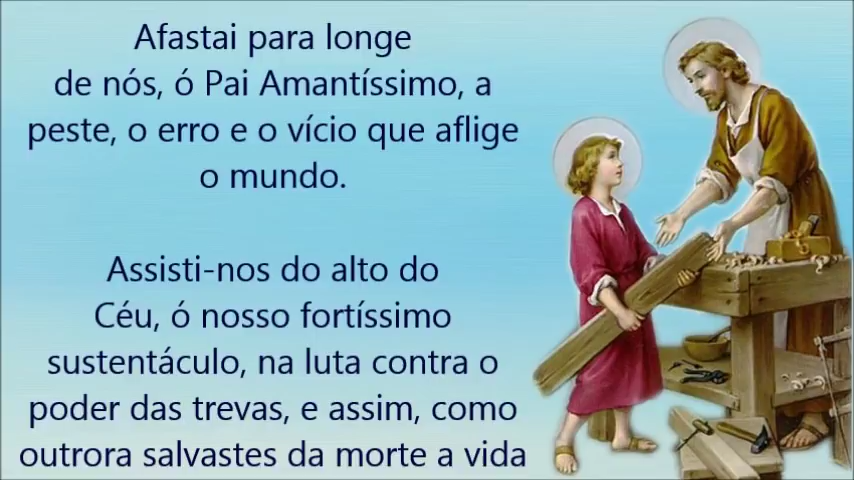 Afastai para longe
de nós, ó Pai Amantíssimo, a
peste, o erro e o vício que aflige
o mundo.
Assisti-nos do alto do
Céu, ó nosso fortíssimo
sustentáculo, na luta contra o
poder das trevas, e assim, como
outrora salvastes da morte a vida